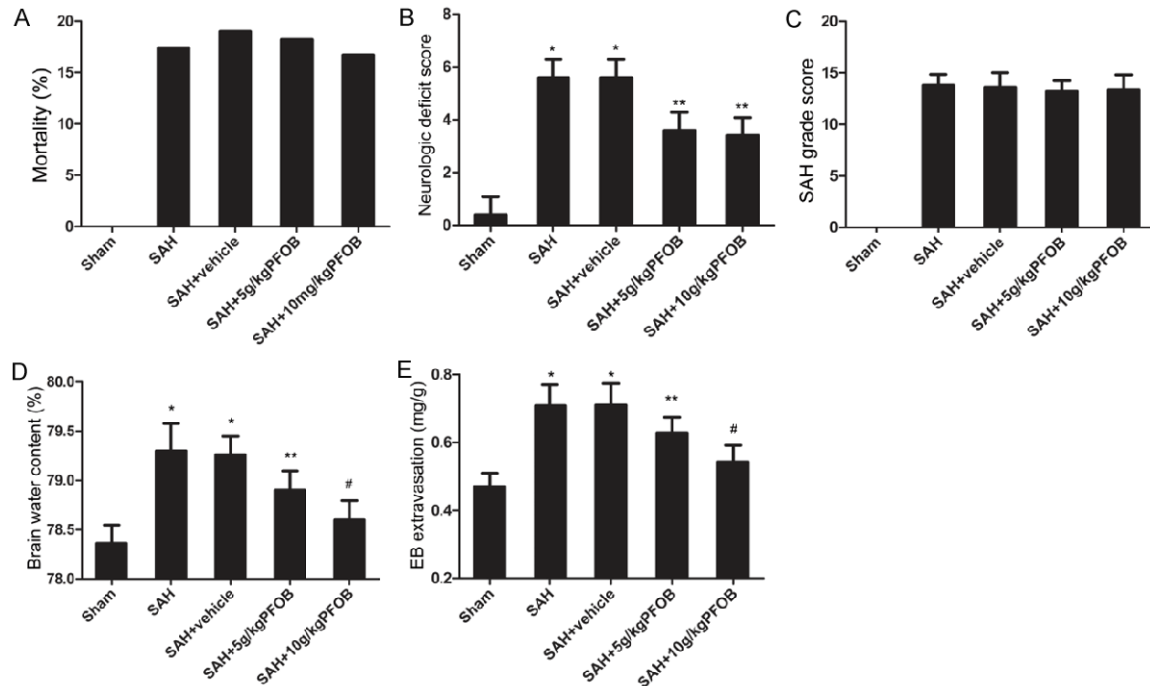 A
Mortality (%)
20
15
10
5
0
Sham
SAH
SAH+vehicle
SAH+5g/kgPFOB
SAH+10mg/kgPFOB
B
Neurologic deficit score
8
6
4
2
0
*
*
**
**
Sham
SAH
SAH+vehicle
SAH+5g/kgPFOB
SAH+10g/kgPFOB
C
SAH grade score
20
15
10
5
0
Sham
SAH
SAH+vehicle
SAH+5g/kgPFOB
SAH+10g/kgPFOB
D
Brain water content (%)
80.0
79.5
79.0
78.5
78.0
*
*
**
#
Sham
SAH
SAH+vehicle
SAH+5g/kgPFOB
SAH+10g/kgPFOB
E
EB extravasation (mg/g)
0.8
0.6
0.4
0.2
*
*
**
#
Sham
SAH
SAH+vehicle
SAH+5g/kgPFOB
SAH+10g/kgPFOB